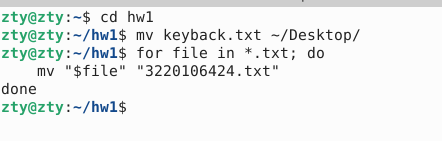 zty@zty:~$ cd hw1
zty@zty:~/hw1$ mv keyback.txt ~/Desktop/
zty@zty:~/hw1$ for file in *.txt; do
    mv "$file" "3220106424.txt"
done
zty@zty:~/hw1$